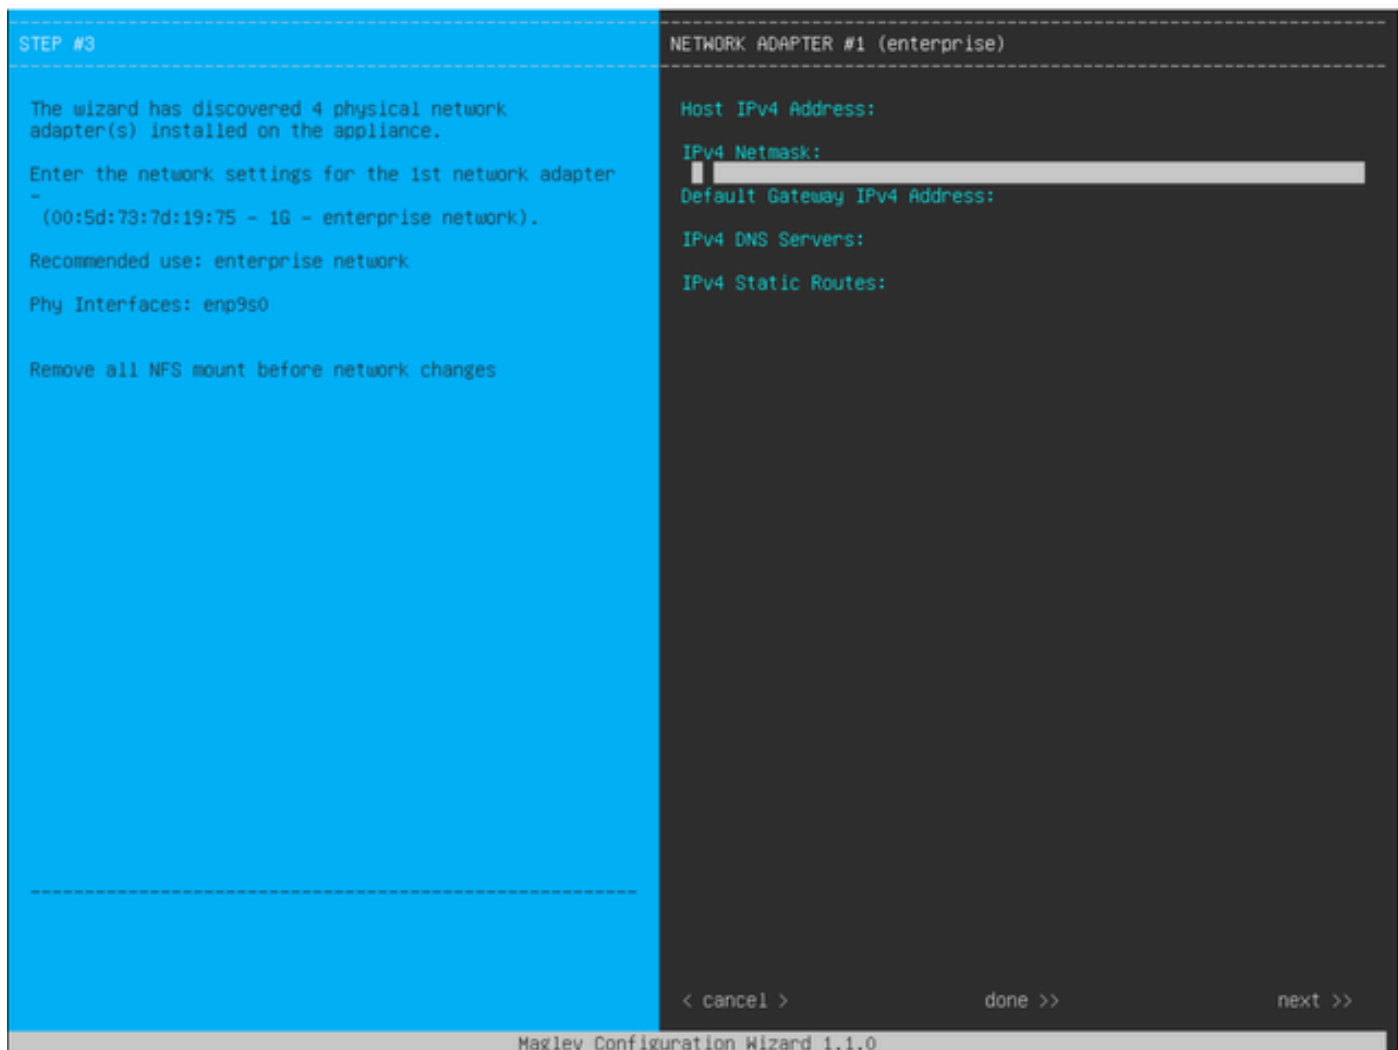 STEP #3
The wizard has discovered 4 physical network
adapter(s) installed on the appliance.
Enter the network settings for the 1st network adapter
-
(00:5d:73:7d:19:75 - 1G - enterprise network).
Recommended use: enterprise network
Phy Interfaces: enp9s0
Remove all NFS mount before network changes
NETWORK ADAPTER #1 (enterprise)
Host IPv4 Address:
IPv4 Netmask:
Default Gateway IPv4 Address:
IPv4 DNS Servers:
IPv4 Static Routes:
< cancel >
done >>
next >>
Maglev Configuration Wizard 1.1.0